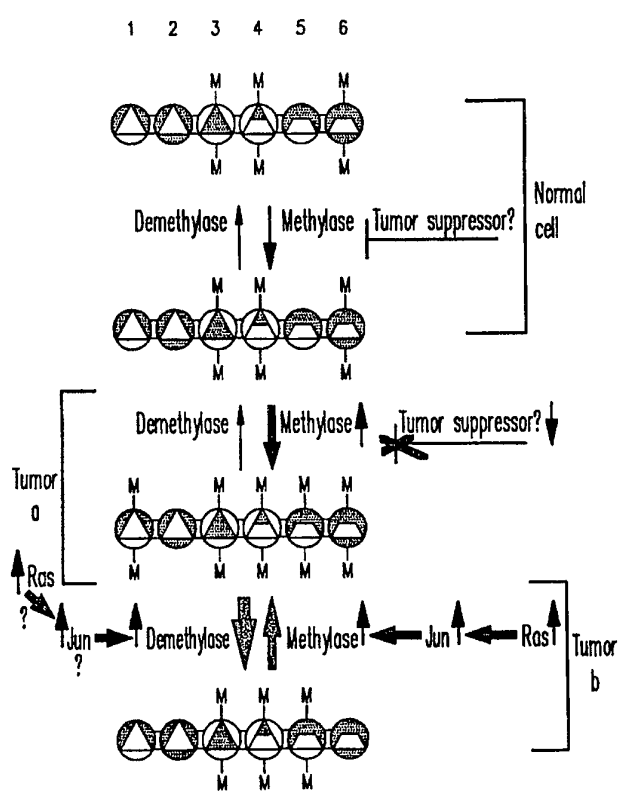 1 2 3 4 5 6
M M M
M M M
Demethylase Methylase Tumor suppressor?
Normal
cell
M M M
M M M
Demethylase Methylase Tumor suppressor?
Tumor
a
M M M M M
M M M M M
Ras
?
Jun Demethylase Methylase Jun Ras
?
Tumor
b
M M M
M M M